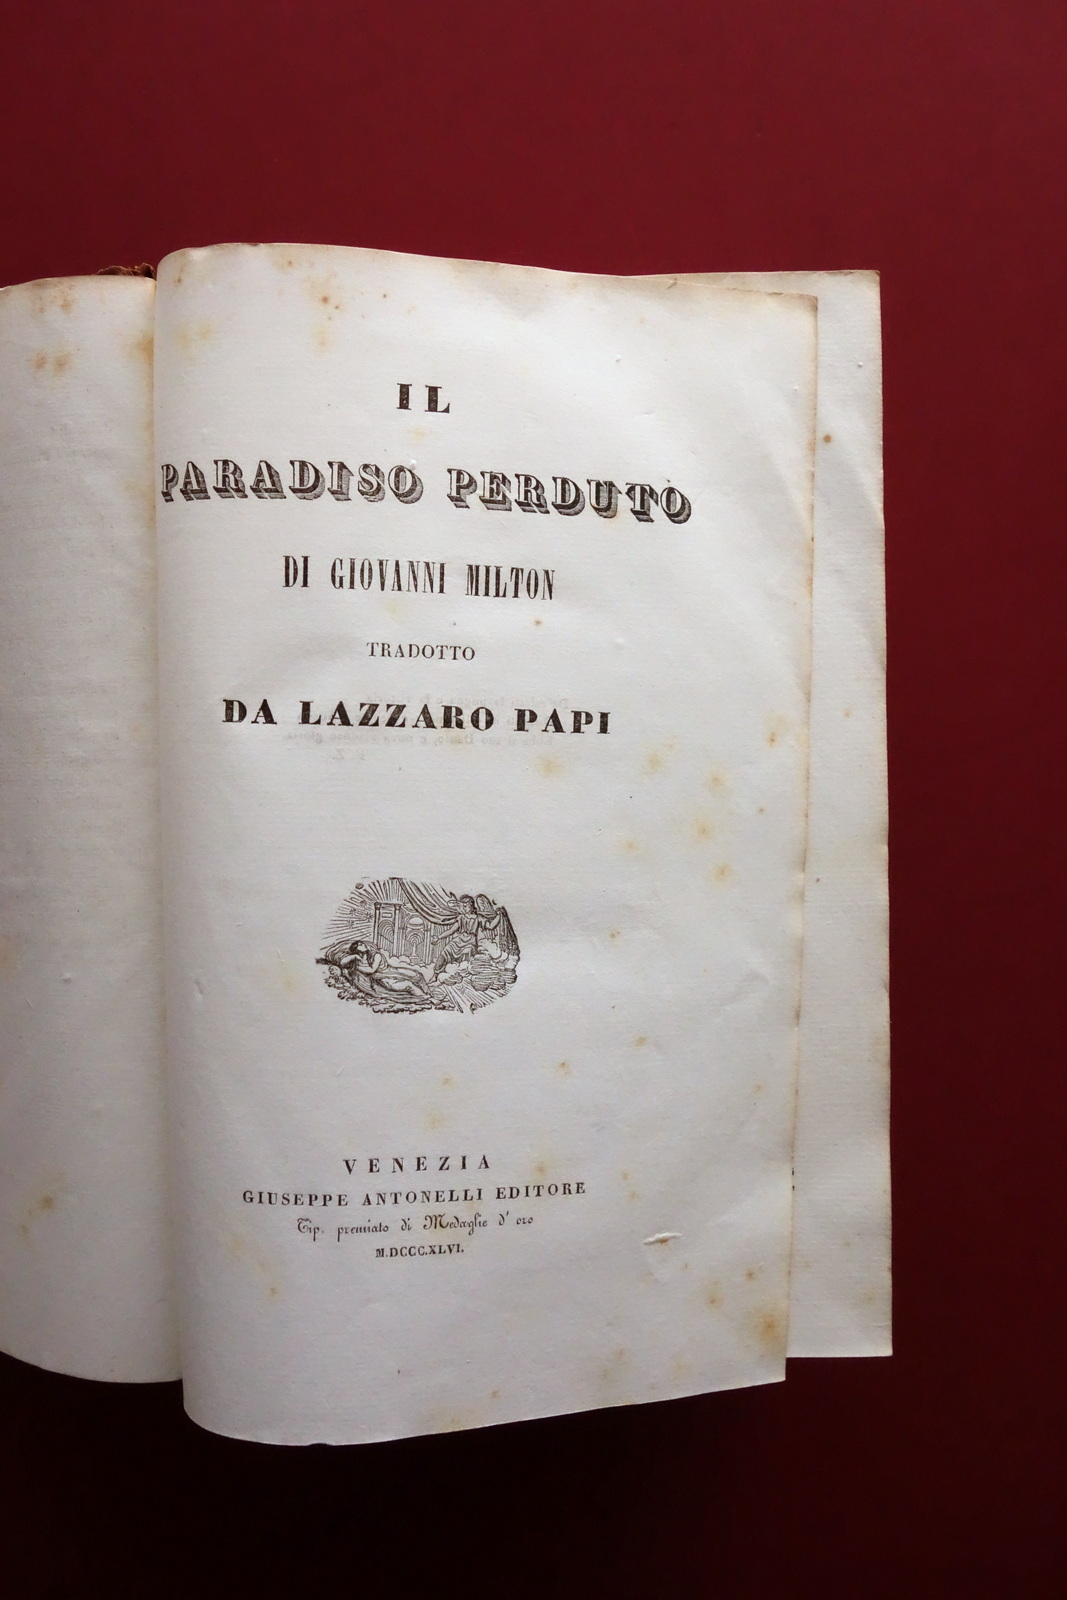 IL
PARADISO PERDUTO
DI GIOVANNI MILTON
TRADOTTO
DA LAZZARO PAPI
VENEZIA
GIUSEPPE ANTONELLI EDITORE
Tip. premiato di Medaglie d' oro
M.DCCC.XLVI.